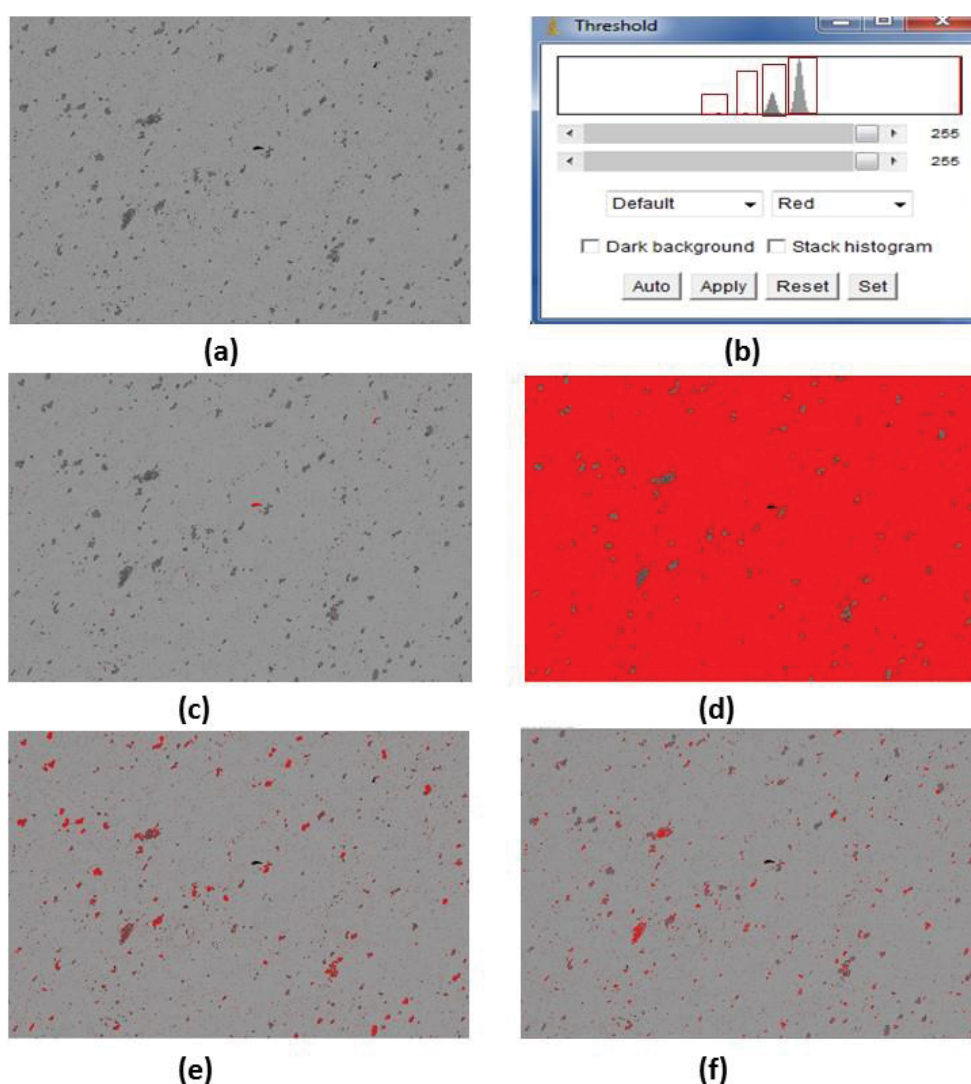 Threshold
255
255
Default Red
Dark background Stack histogram
Auto Apply Reset Set
(a) (b)
(c) (d)
(e) (f)